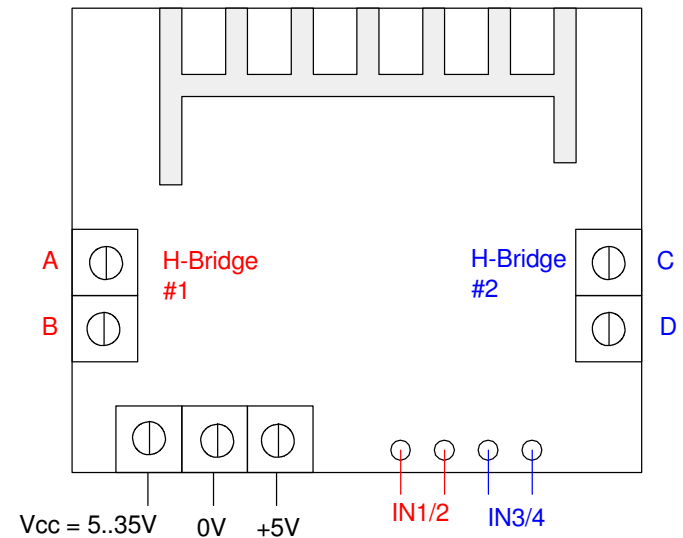 A
H-Bridge
#1
B
H-Bridge
#2
C
D
Vcc = 5..35V
0V
+5V
IN1/2
IN3/4